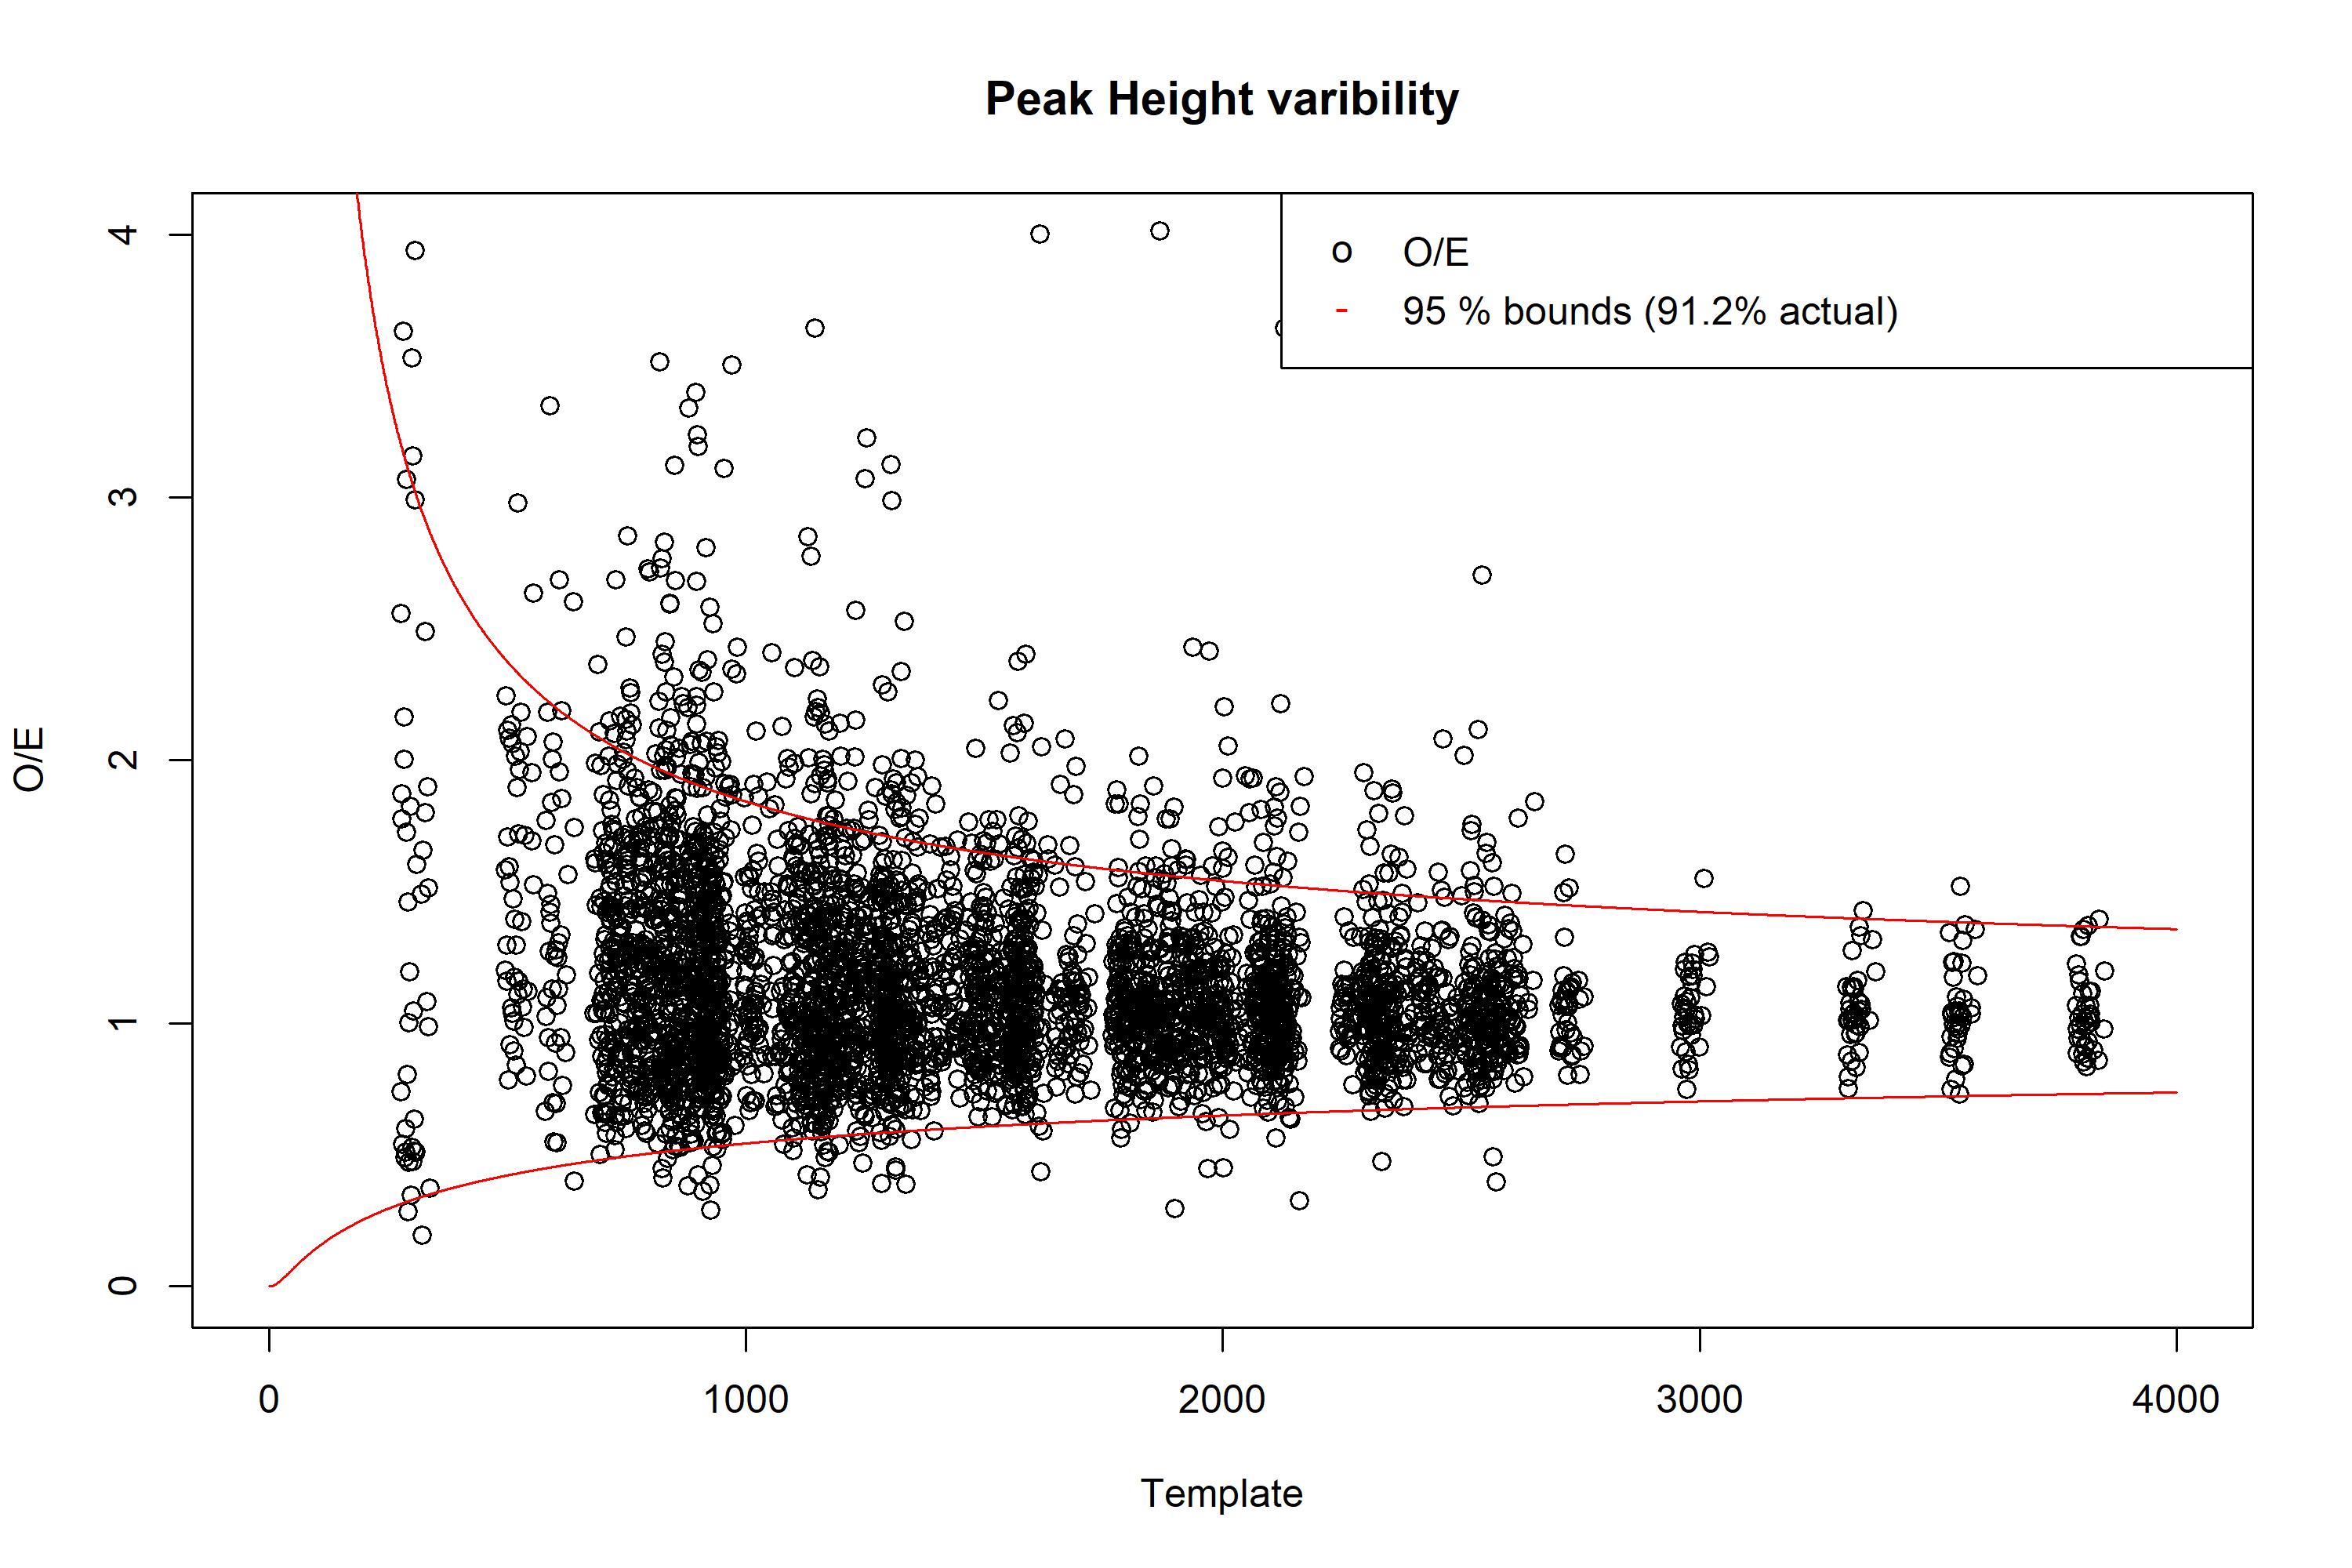 Peak Height varibility
O/E
95 % bounds (91.2% actual)
4
3
2
1
0
O/E
0 1000 2000 3000 4000
Template